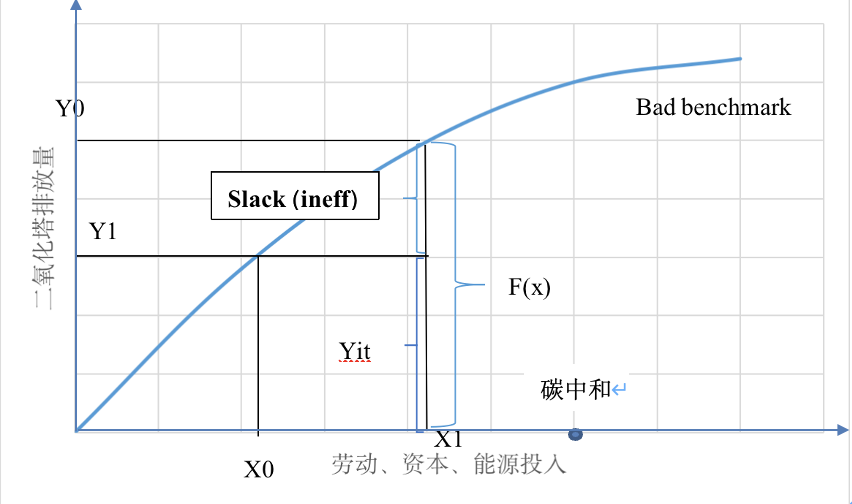 Y0
Bad benchmark
Slack (ineff)
Y1
二氧化塔排放量
F(x)
Yit
碳中和↵
X1
劳动、资本、能源投入
X0